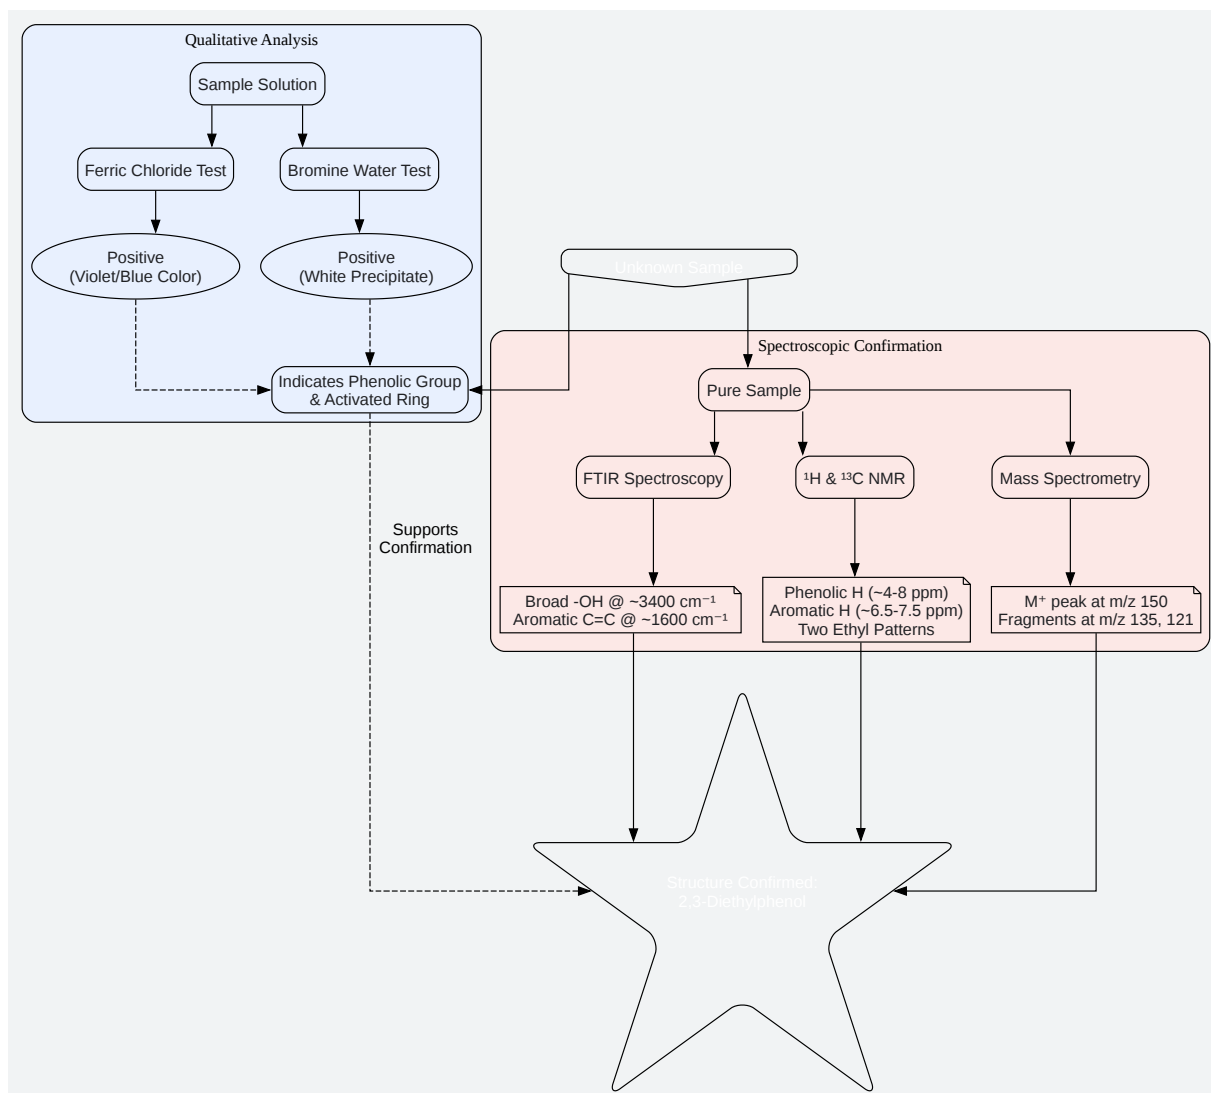 Qualitative Analysis
Sample Solution
Ferric Chloride Test
Bromine Water Test
Positive
(Violet/Blue Color)
Positive
(White Precipitate)
Indicates Phenolic Group
& Activated Ring
Unknown Sample
Spectroscopic Confirmation
Pure Sample
FTIR Spectroscopy
¹H & ¹³C NMR
Mass Spectrometry
Supports
Confirmation
Broad -OH @ ~3400 cm⁻¹
Aromatic C=C @ ~1600 cm⁻¹
Phenolic H (~4-8 ppm)
Aromatic H (~6.5-7.5 ppm)
Two Ethyl Patterns
M⁺ peak at m/z 150
Fragments at m/z 135, 121
Structure Confirmed:
2,3-Diethylphenol